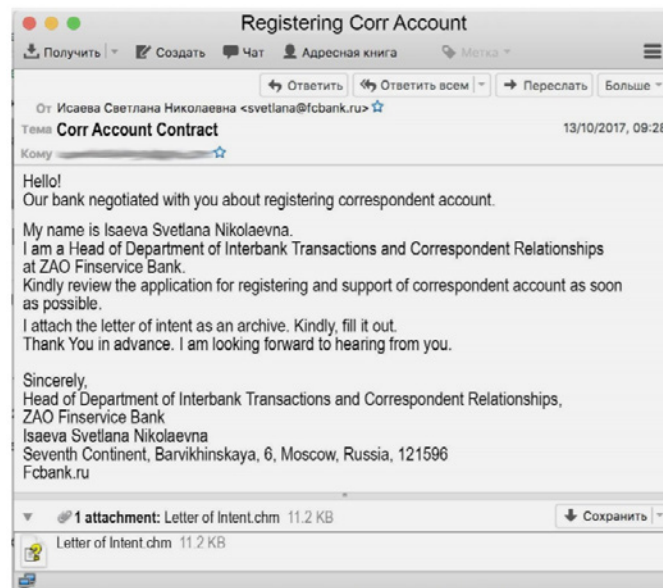 Registering Corr Account
Получить Создать Чат Адресная книга Метка
Ответить Ответить всем Переслать Больше
От Исаева Светлана Николаевна <svetlana@fcbank.ru>
Тема Corr Account Contract 13/10/2017, 09:28
Кому
Hello!
Our bank negotiated with you about registering correspondent account.
My name is Isaeva Svetlana Nikolaevna.
I am a Head of Department of Interbank Transactions and Correspondent Relationships
at ZAO Finservice Bank.
Kindly review the application for registering and support of correspondent account as soon
as possible.
I attach the letter of intent as an archive. Kindly, fill it out.
Thank You in advance. I am looking forward to hearing from you.
Sincerely,
Head of Department of Interbank Transactions and Correspondent Relationships,
ZAO Finservice Bank
Isaeva Svetlana Nikolaevna
Seventh Continent, Barvikhinskaya, 6, Moscow, Russia, 121596
Fcbank.ru
1 attachment: Letter of Intent.chm 11.2 KB Сохранить
Letter of Intent.chm 11.2 KB